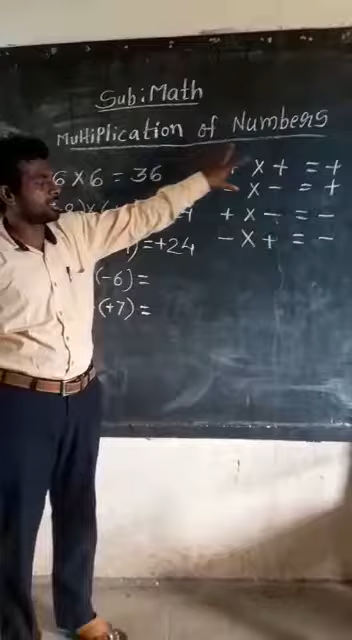 Sub: Math
Multiplication of Numbers
6 × 6 = 36
× + = +
× - = +
+ × - = -
) = +24
- × + = -
(-6) =
(+7) =